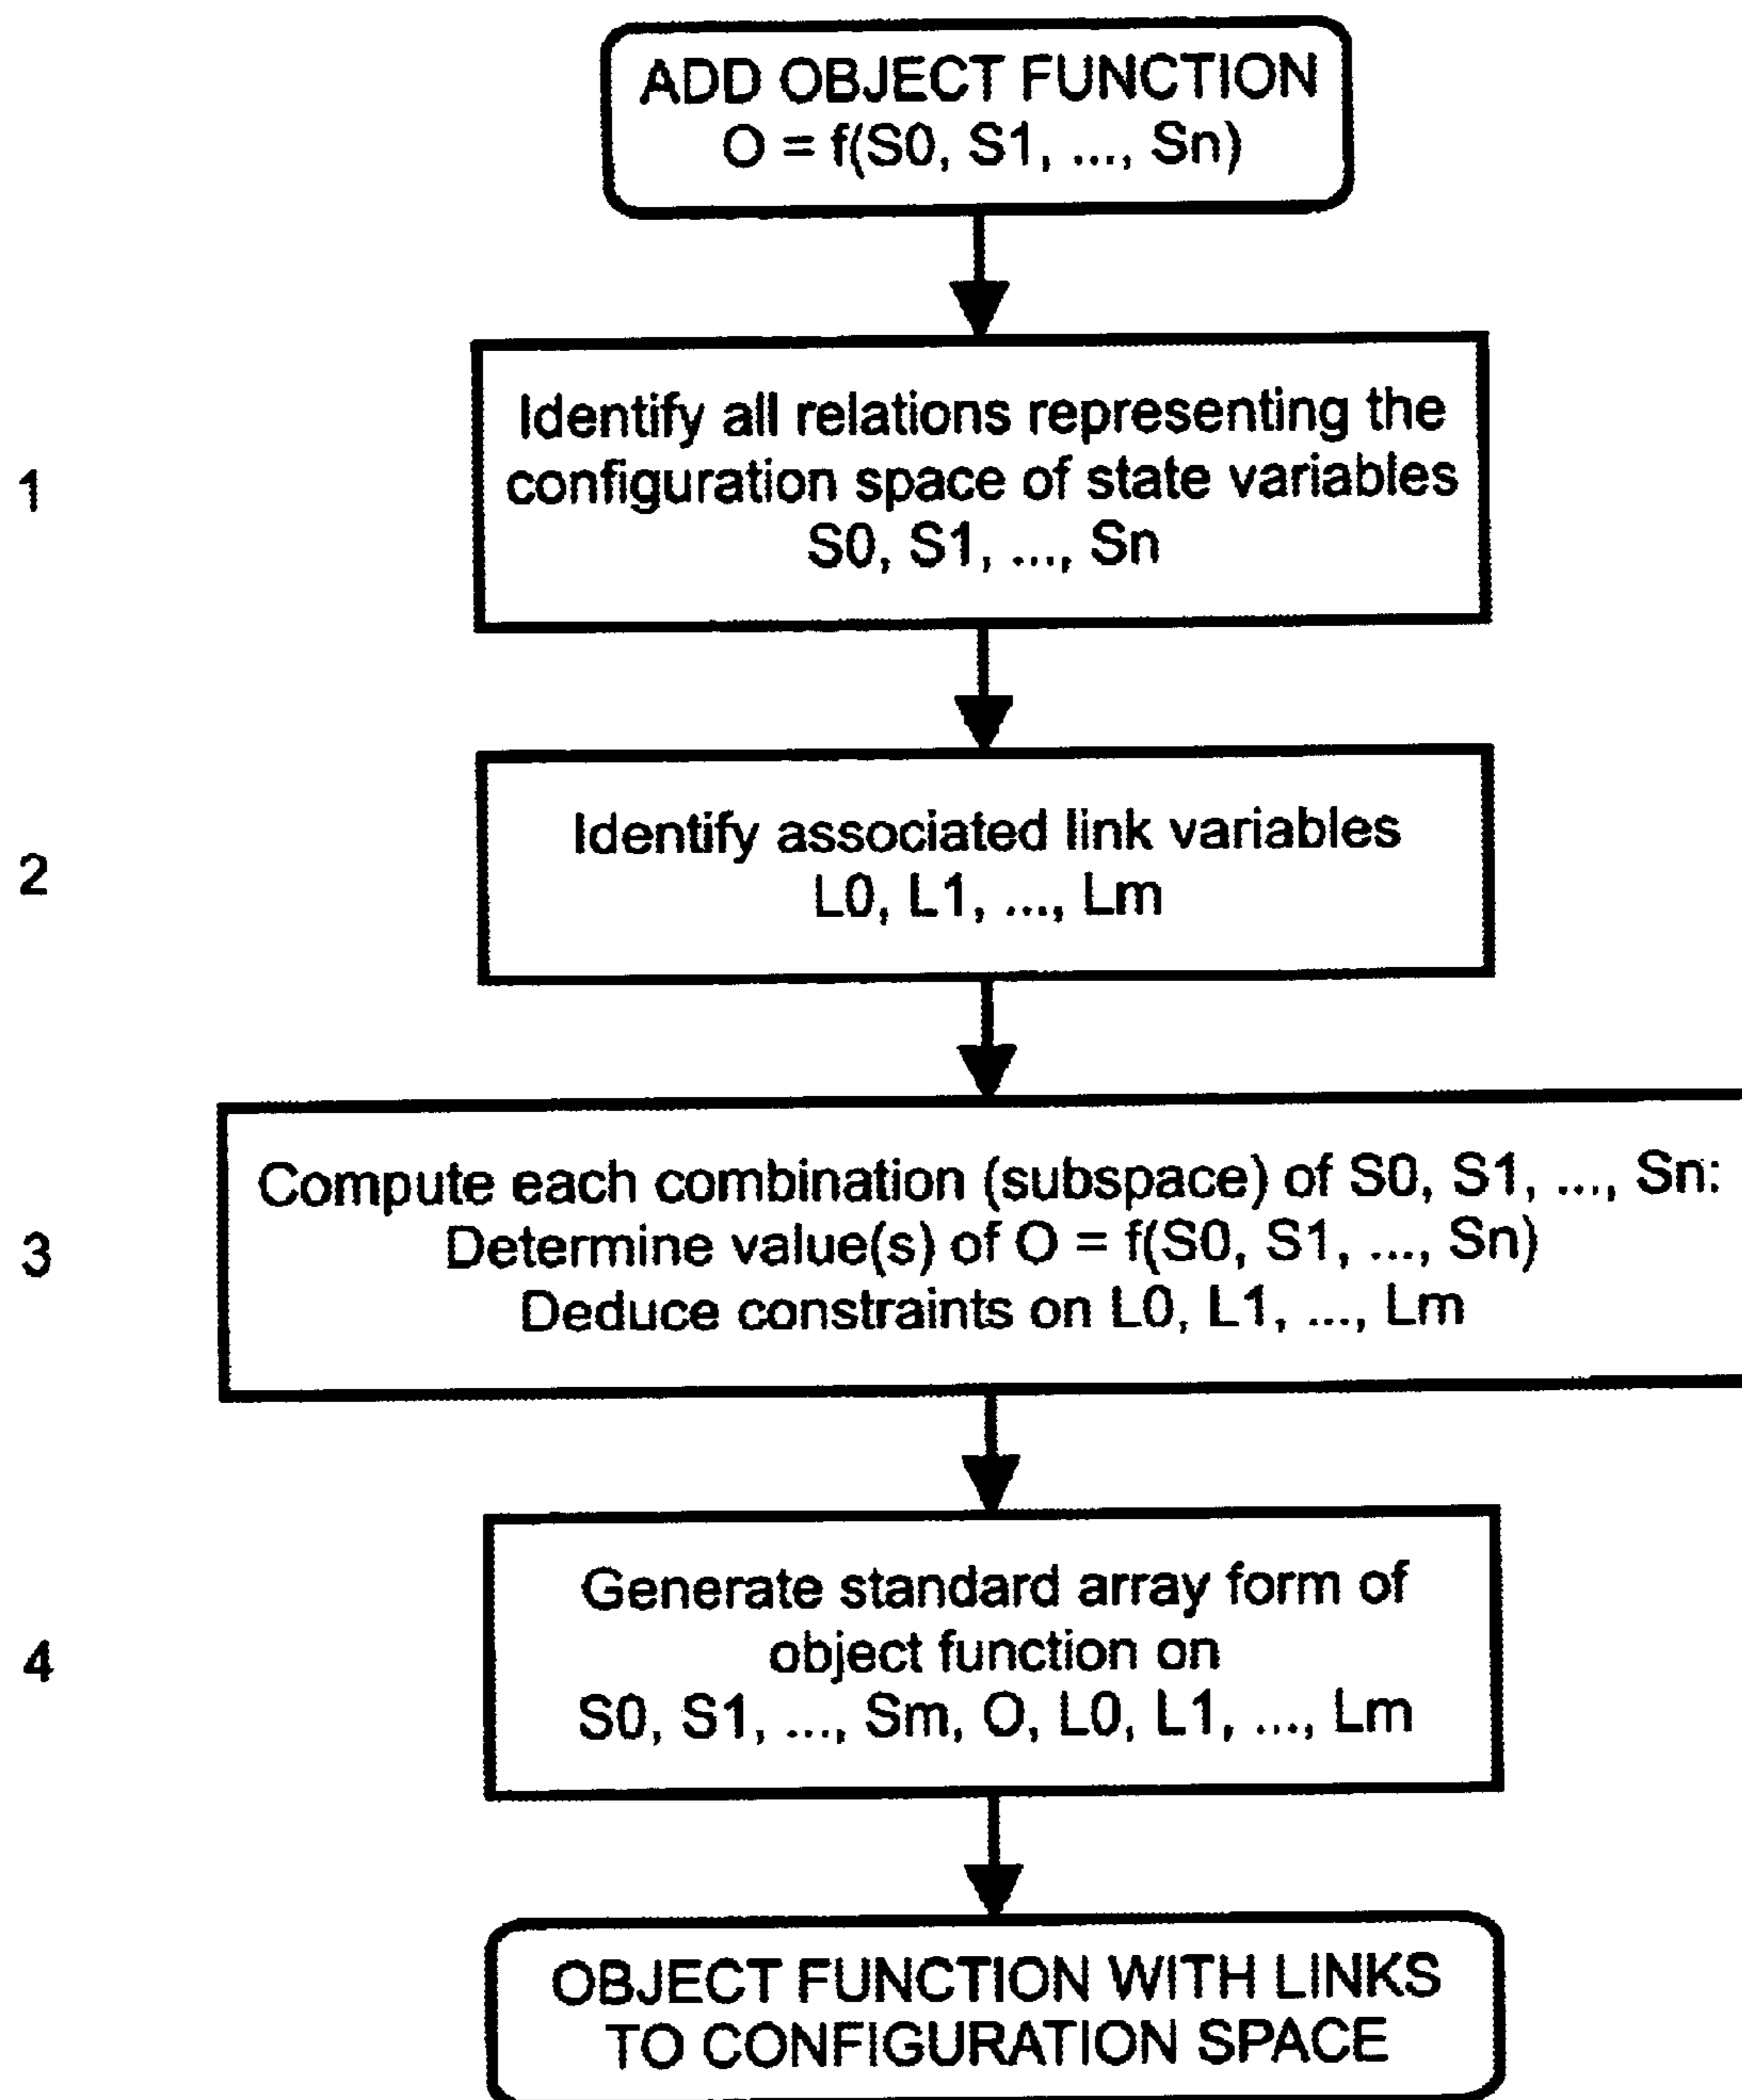 ADD OBJECT FUNCTION
O = f(S0, S1, ..., Sn)
1
Identify all relations representing the
configuration space of state variables
S0, S1, ..., Sn
2
Identify associated link variables
L0, L1, ..., Lm
3
Compute each combination (subspace) of S0, S1, ..., Sn:
Determine value(s) of O = f(S0, S1, ..., Sn)
Deduce constraints on L0, L1, ..., Lm
4
Generate standard array form of
object function on
S0, S1, ..., Sm, O, L0, L1, ..., Lm
OBJECT FUNCTION WITH LINKS
TO CONFIGURATION SPACE